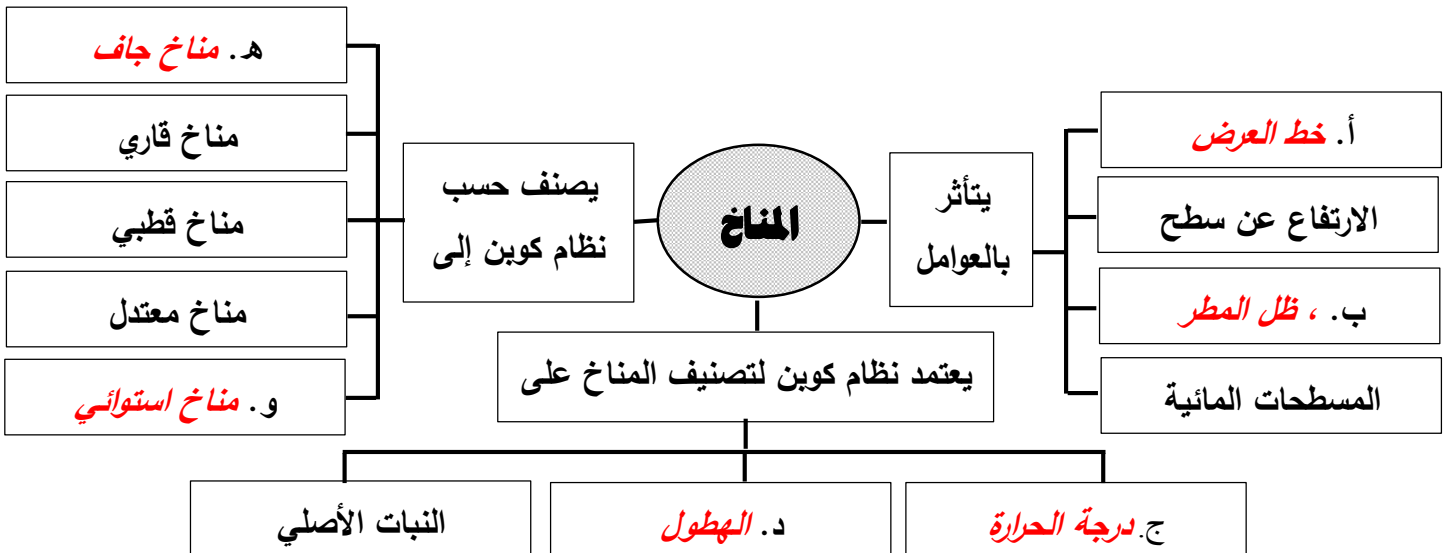 المناخ
يتأثر
بالعوامل
أ. خط العرض
الارتفاع عن سطح
ب. ، ظل المطر
المسطحات المائية
يصنف حسب
نظام كوبن إلى
هـ. مناخ جاف
مناخ قاري
مناخ قطبي
مناخ معتدل
و. مناخ استوائي
يعتمد نظام كوبن لتصنيف المناخ على
ج. درجة الحرارة
د. الهطول
النبات الأصلي